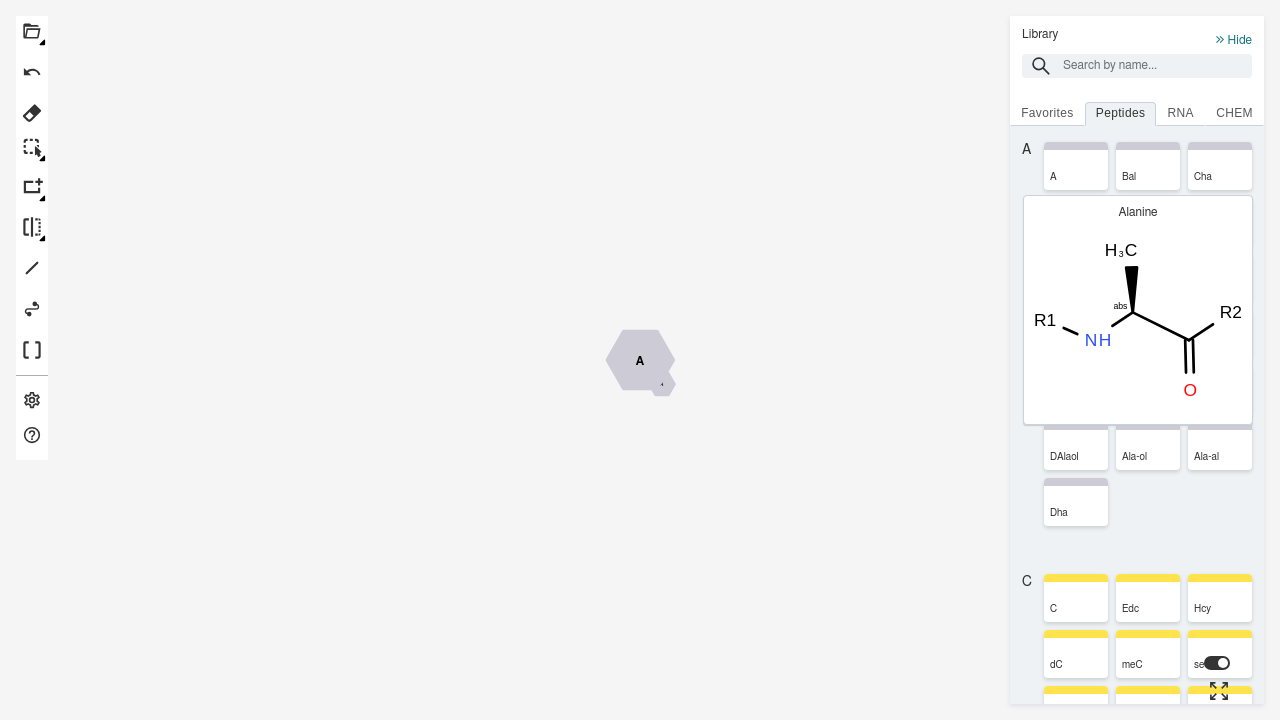 Library
Hide
Search by name...
Favorites Peptides RNA CHEM
A
A Bal Cha
Alanine
H₃C
abs
R1 NH R2
O
DAlaol Ala-ol Ala-al
Dha
C
C Edc Hcy
dC meC se
A